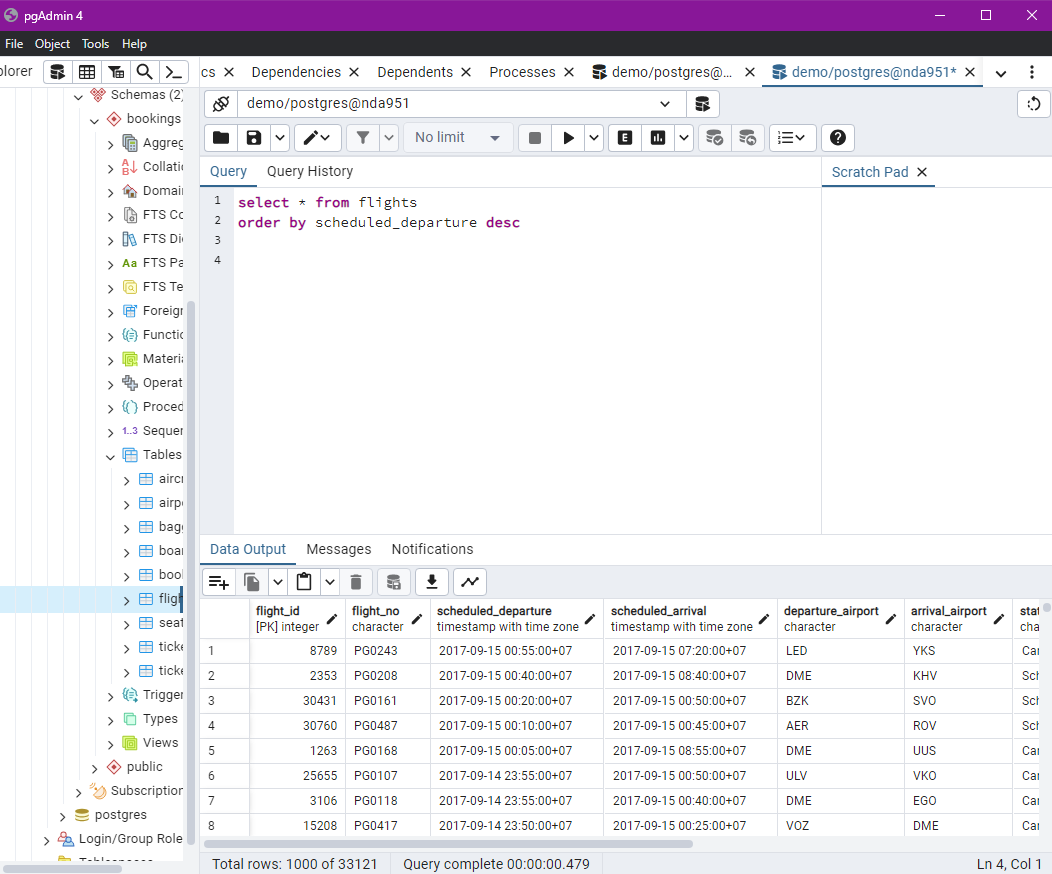 pgAdmin 4
File Object Tools Help
plorer
cs Dependencies Dependents Processes demo/postgres@... demo/postgres@nda951*
demo/postgres@nda951
No limit
E
Query Query History
Scratch Pad
1 select * from flights
2 order by scheduled_departure desc
3
4
Schemas (2)
bookings
Aggreg
Collatio
Domain
FTS Co
FTS Di
Aa FTS Pa
FTS Te
Foreign
Functio
Materia
Operat
Proced
1..3 Sequen
Tables
aircr
airp
bag
boar
boo
fligh
seat
ticke
ticke
Trigger
Types
Views
public
Subscription
postgres
Login/Group Role
Tablespaces
Data Output Messages Notifications
flight_id flight_no scheduled_departure scheduled_arrival departure_airport arrival_airport stat
[PK] integer character timestamp with time zone timestamp with time zone character character cha
1 8789 PG0243 2017-09-15 00:55:00+07 2017-09-15 07:20:00+07 LED YKS Can
2 2353 PG0208 2017-09-15 00:40:00+07 2017-09-15 08:40:00+07 DME KHV Sch
3 30431 PG0161 2017-09-15 00:20:00+07 2017-09-15 00:50:00+07 BZK SVO Sch
4 30760 PG0487 2017-09-15 00:10:00+07 2017-09-15 00:45:00+07 AER ROV Sch
5 1263 PG0168 2017-09-15 00:05:00+07 2017-09-15 08:55:00+07 DME UUS Can
6 25655 PG0107 2017-09-14 23:55:00+07 2017-09-15 00:50:00+07 ULV VKO Can
7 3106 PG0118 2017-09-14 23:55:00+07 2017-09-15 00:40:00+07 DME EGO Can
8 15208 PG0417 2017-09-14 23:50:00+07 2017-09-15 00:25:00+07 VOZ DME Can
Total rows: 1000 of 33121 Query complete 00:00:00.479 Ln 4, Col 1